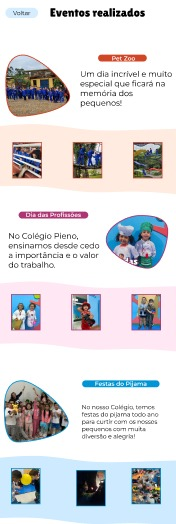 Voltar
Eventos realizados
Pet Zoo
Um dia incrível e muito
especial que ficará na
memória dos
pequenos!
Dia das Profissões
No Colégio Pieno,
ensinamos desde cedo
a importância e o valor
do trabalho.
Festas do Pijama
No nosso Colégio, temos
festas do pijama todo ano
para curtir com os nossos
pequenos com muita
diversão e alegria!